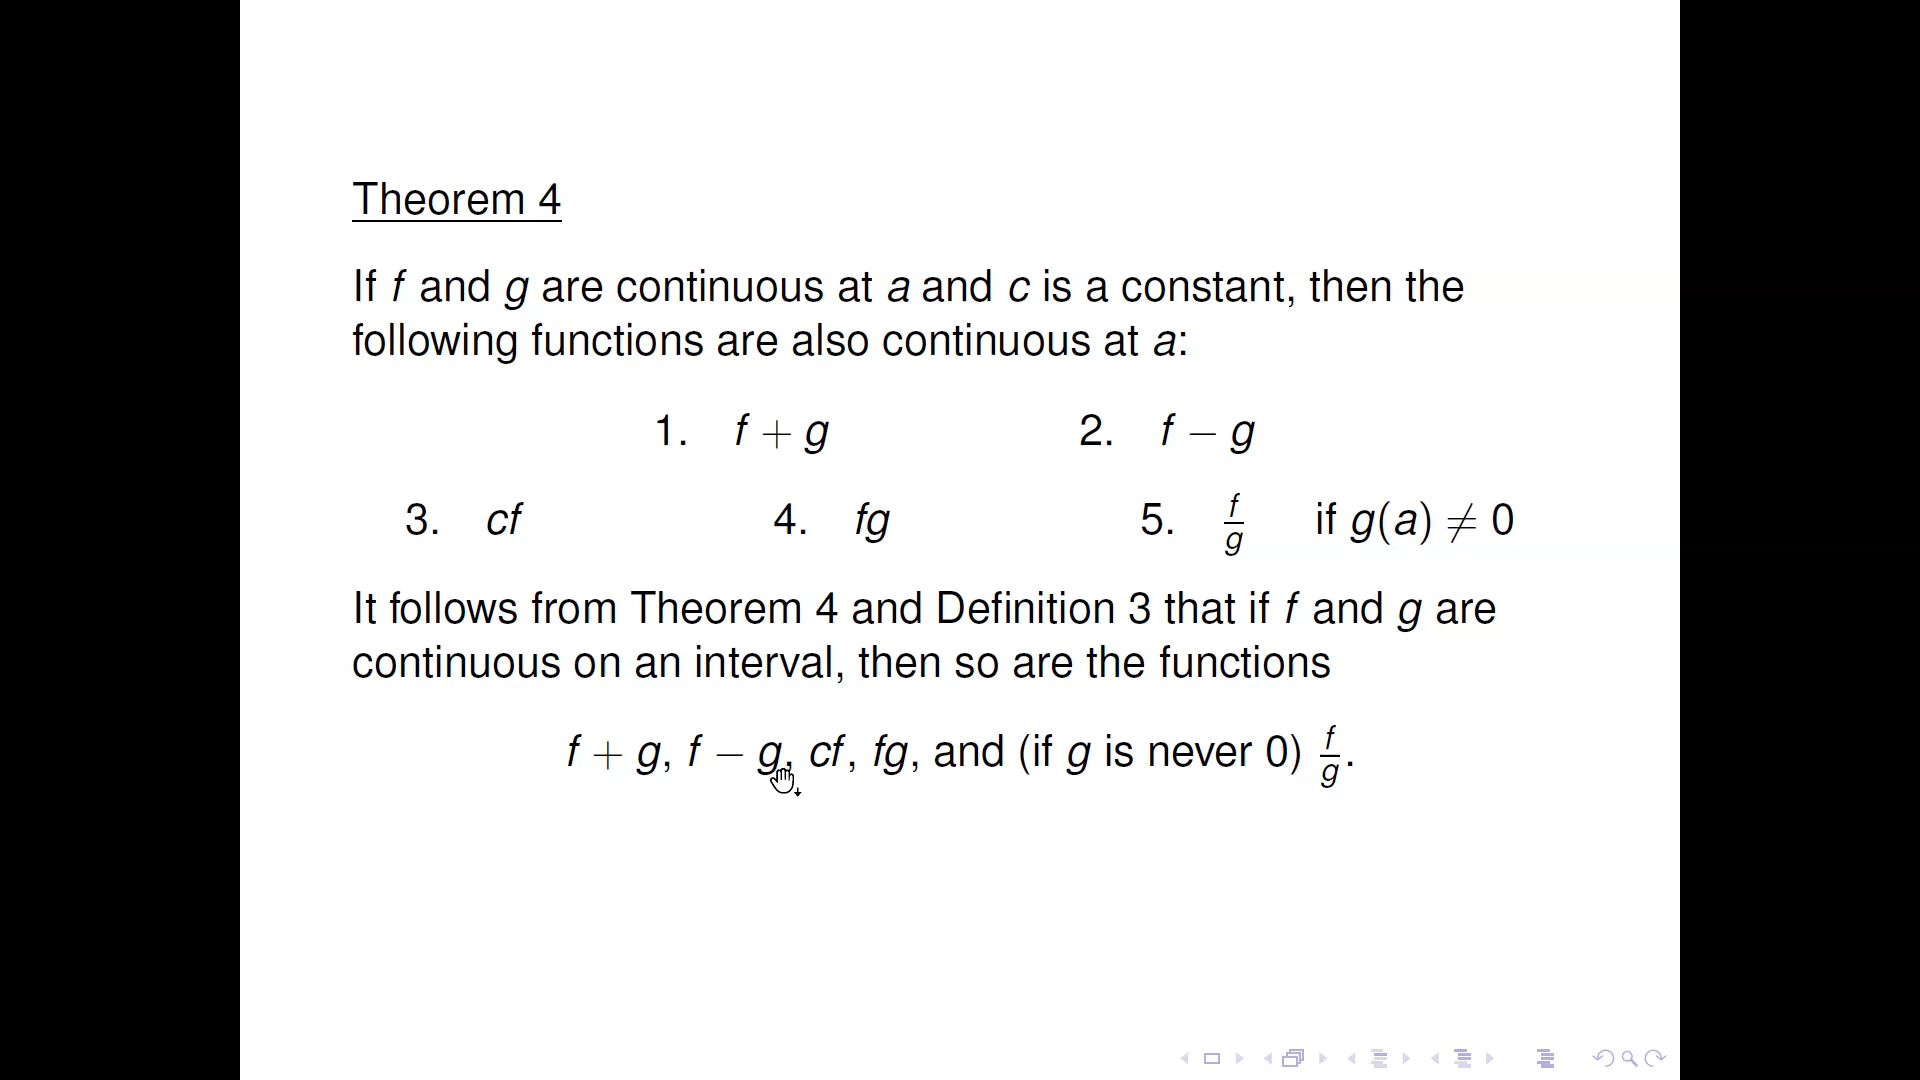 Theorem 4
If f and g are continuous at a and c is a constant, then the
following functions are also continuous at a:
1. f + g 2. f − g
3. cf 4. fg 5. f/g if g(a) ≠ 0
It follows from Theorem 4 and Definition 3 that if f and g are
continuous on an interval, then so are the functions
f + g, f − g, cf, fg, and (if g is never 0) f/g.